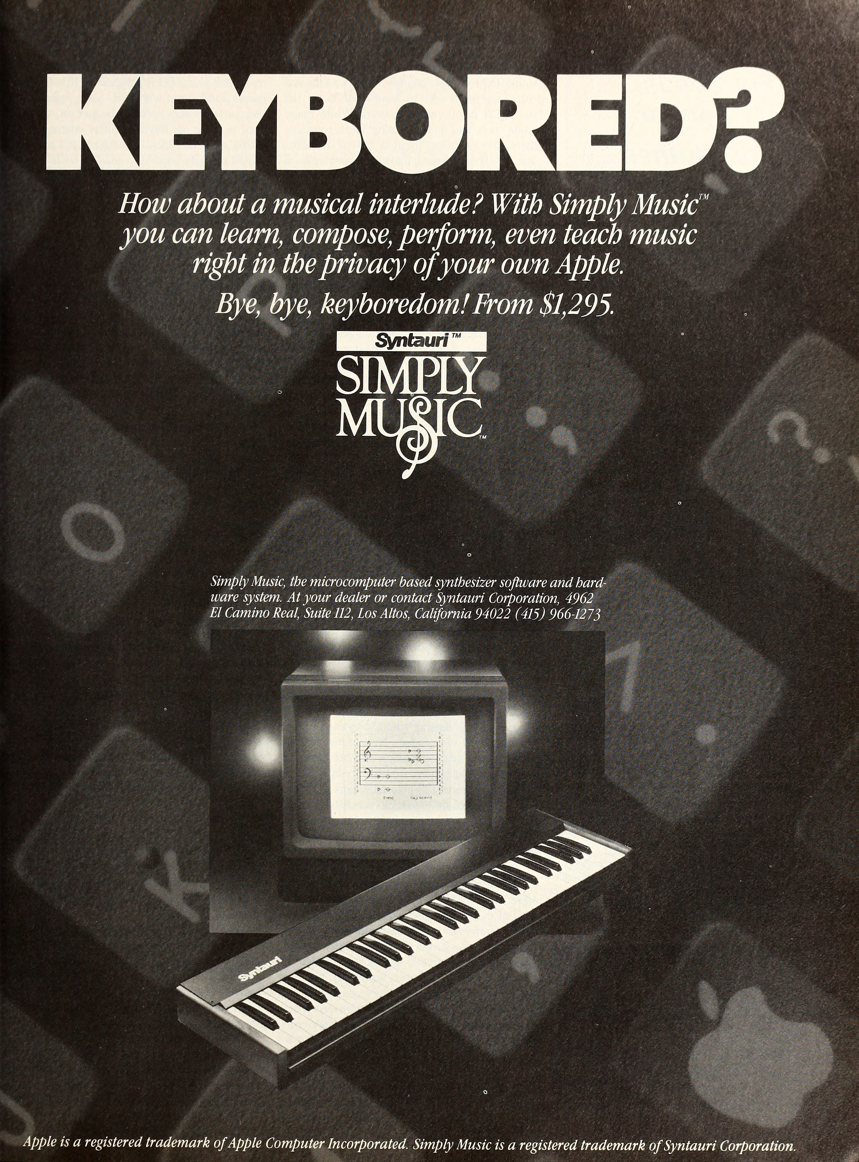 KEYBORED?
How about a musical interlude? With Simply Music™
you can learn, compose, perform, even teach music
right in the privacy of your own Apple.
Bye, bye, keyboredom! From $1,295.
Syntauri™
SIMPLY
MUSIC™
Simply Music, the microcomputer based synthesizer software and hard-
ware system. At your dealer or contact Syntauri Corporation, 4962
El Camino Real, Suite 112, Los Altos, California 94022 (415) 966-1273
P
: ;
? .
O
K
,
U
Syntauri
Apple is a registered trademark of Apple Computer Incorporated. Simply Music is a registered trademark of Syntauri Corporation.